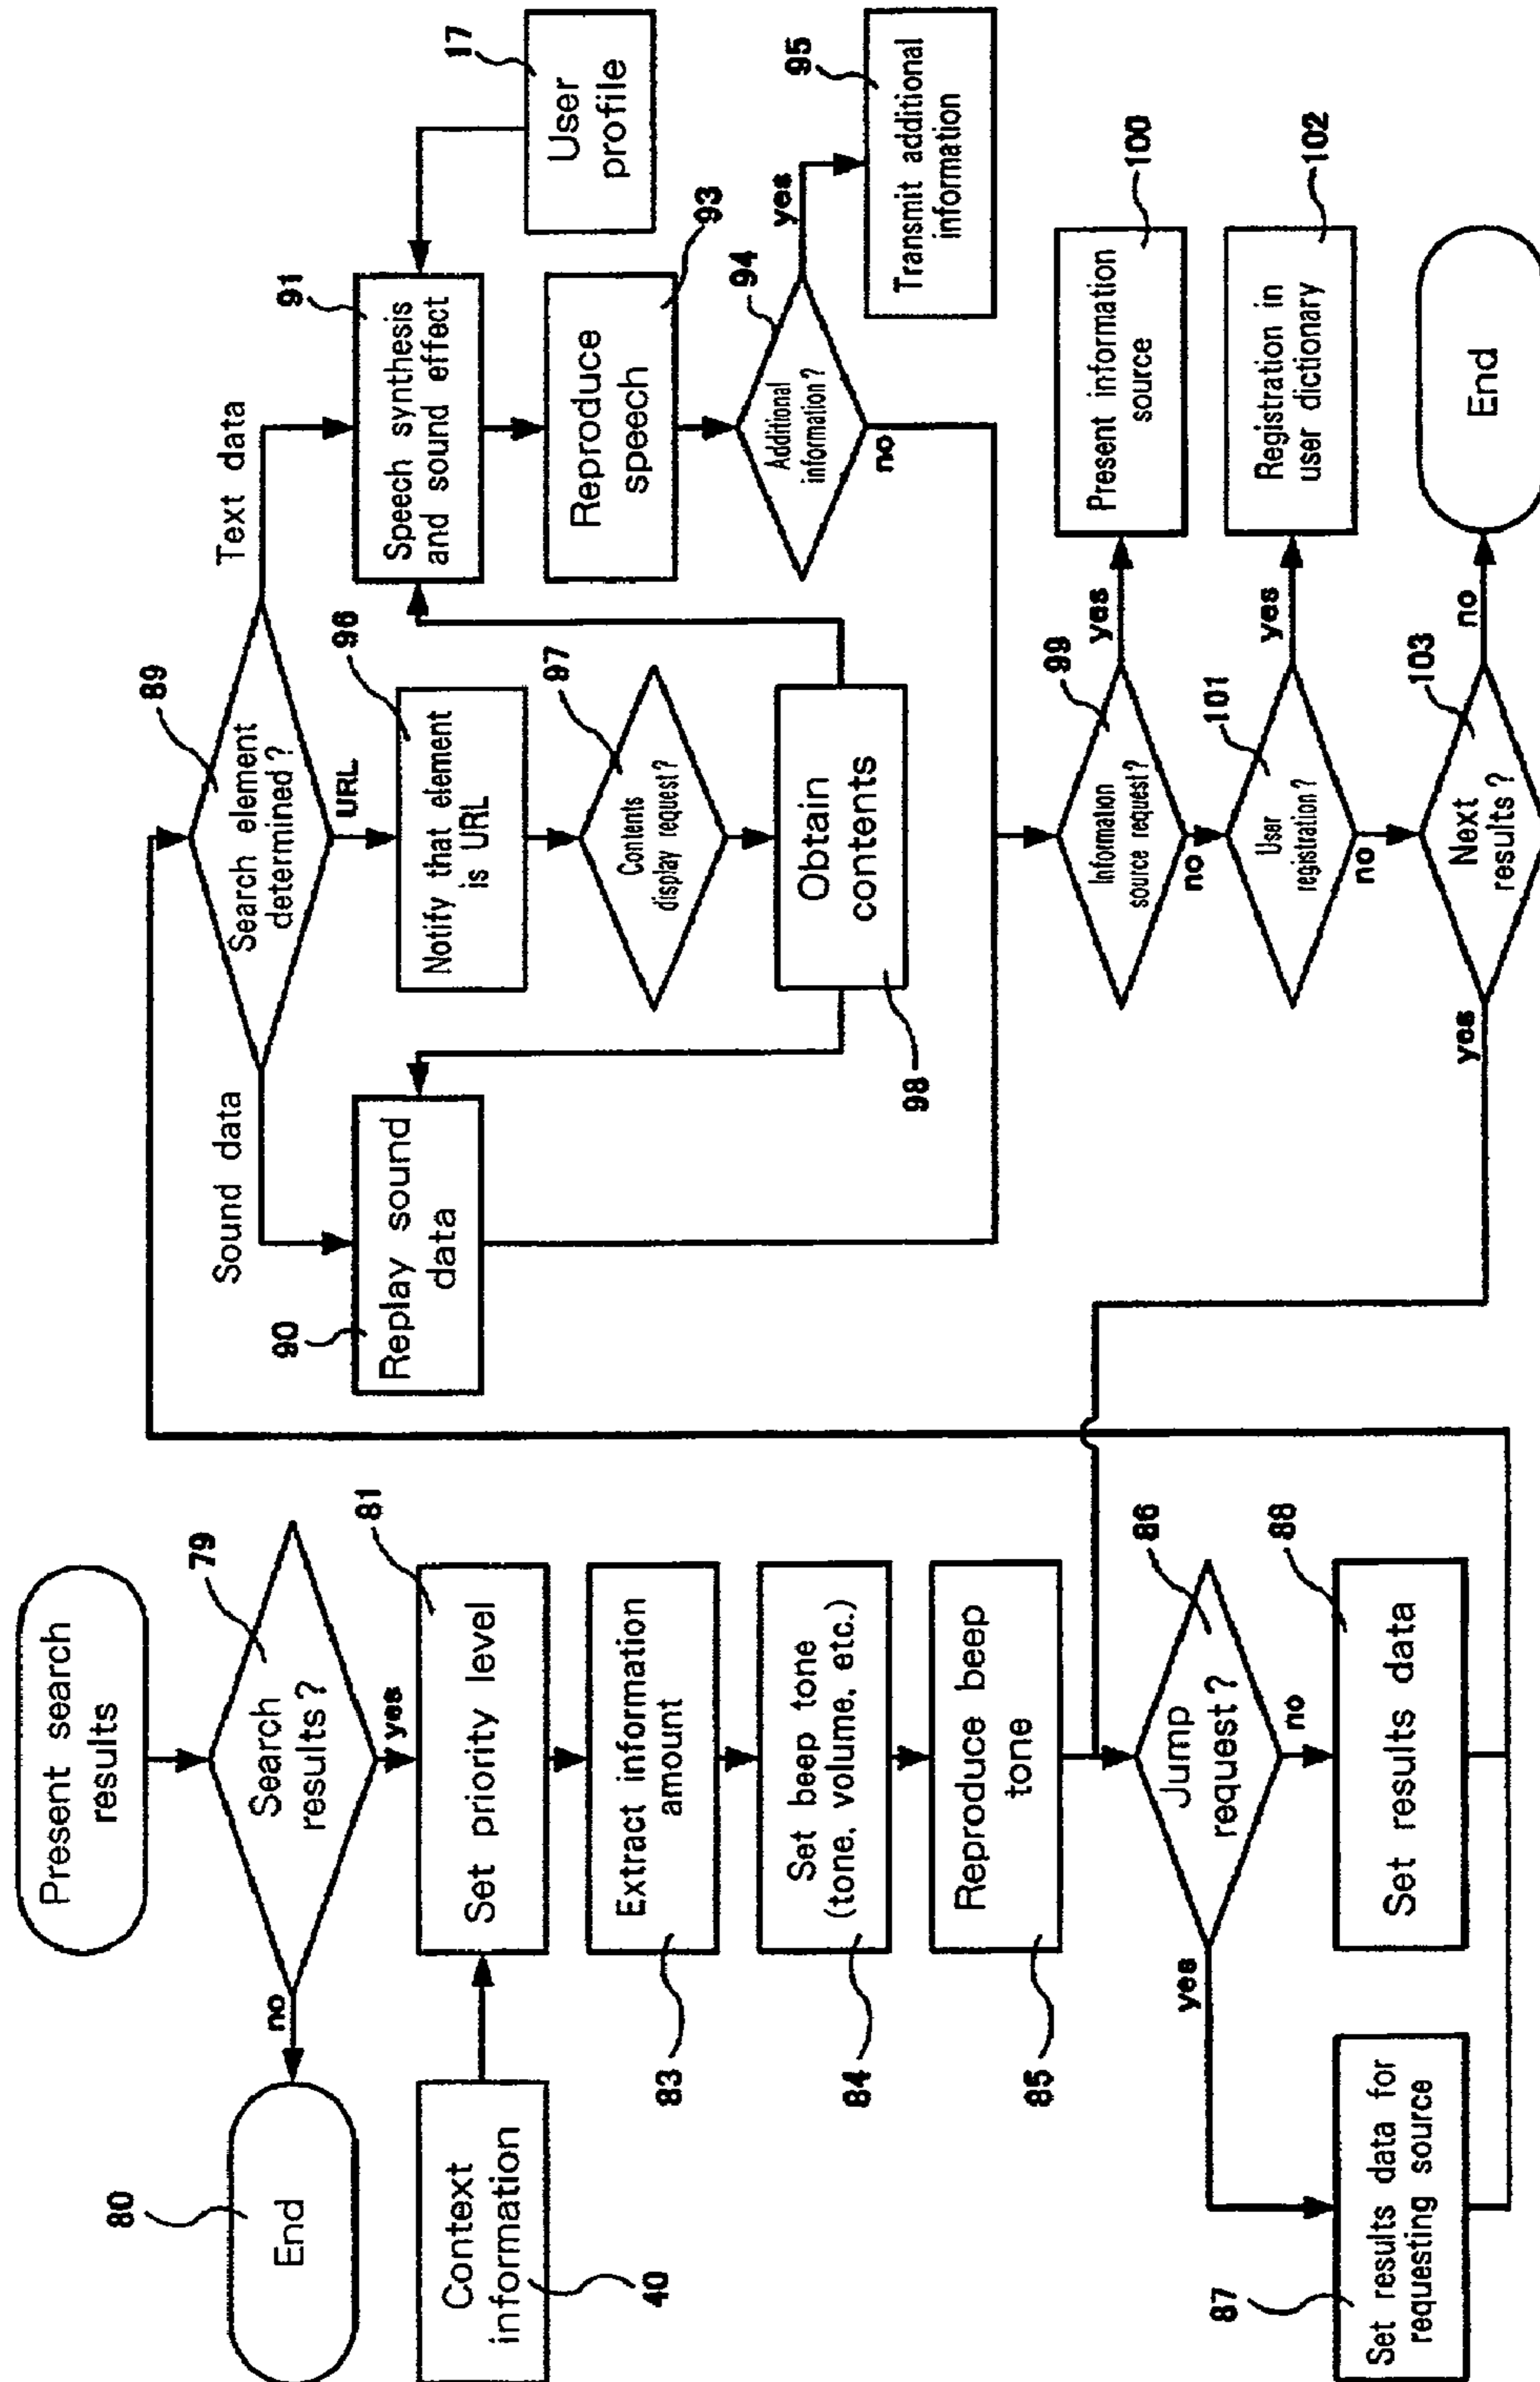 Present search
results
79
Search
results?
no
yes
80
End
81
Set priority level
Context
information
40
Extract information
amount
83
Set beep tone
(tone, volume, etc.)
84
Reproduce beep
tone
85
86
Jump
request?
yes
no
87
Set results data for
requesting source
88
Set results data
89
Search element
determined?
Sound data
URL
Text data
90
Replay sound
data
96
Notify that element
is URL
97
Contents
display request?
Obtain
contents
98
91
Speech synthesis
and sound effect
17
User
profile
93
Reproduce
speech
94
Additional
information?
yes
no
95
Transmit additional
information
99
Information
source request?
yes
no
100
Present information
source
101
User
registration?
yes
no
102
Registration in
user dictionary
103
Next
results?
yes
no
End